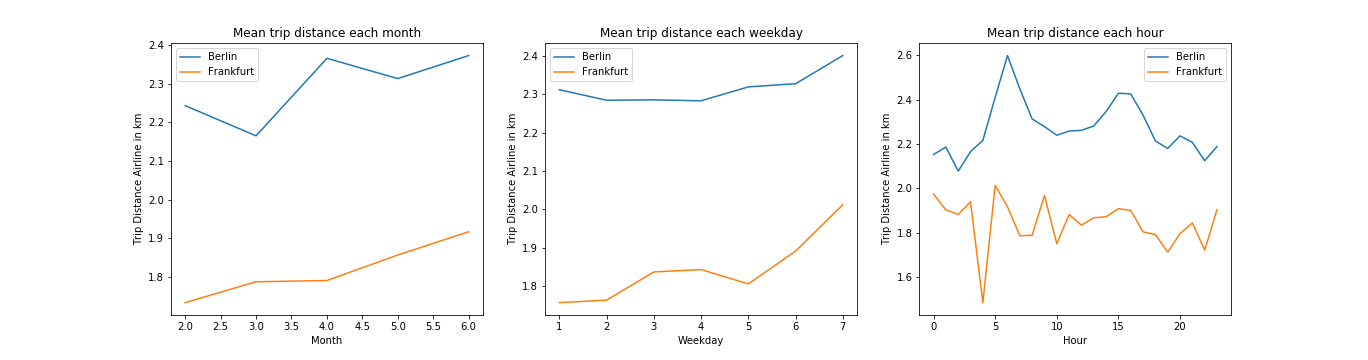 Mean trip distance each month
Berlin
Frankfurt
2.4
2.3
2.2
2.1
2.0
1.9
1.8
Trip Distance Airline in km
2.0 2.5 3.0 3.5 4.0 4.5 5.0 5.5 6.0
Month
Mean trip distance each weekday
Berlin
Frankfurt
2.4
2.3
2.2
2.1
2.0
1.9
1.8
Trip Distance Airline in km
1 2 3 4 5 6 7
Weekday
Mean trip distance each hour
Berlin
Frankfurt
2.6
2.4
2.2
2.0
1.8
1.6
Trip Distance Airline in km
0 5 10 15 20
Hour